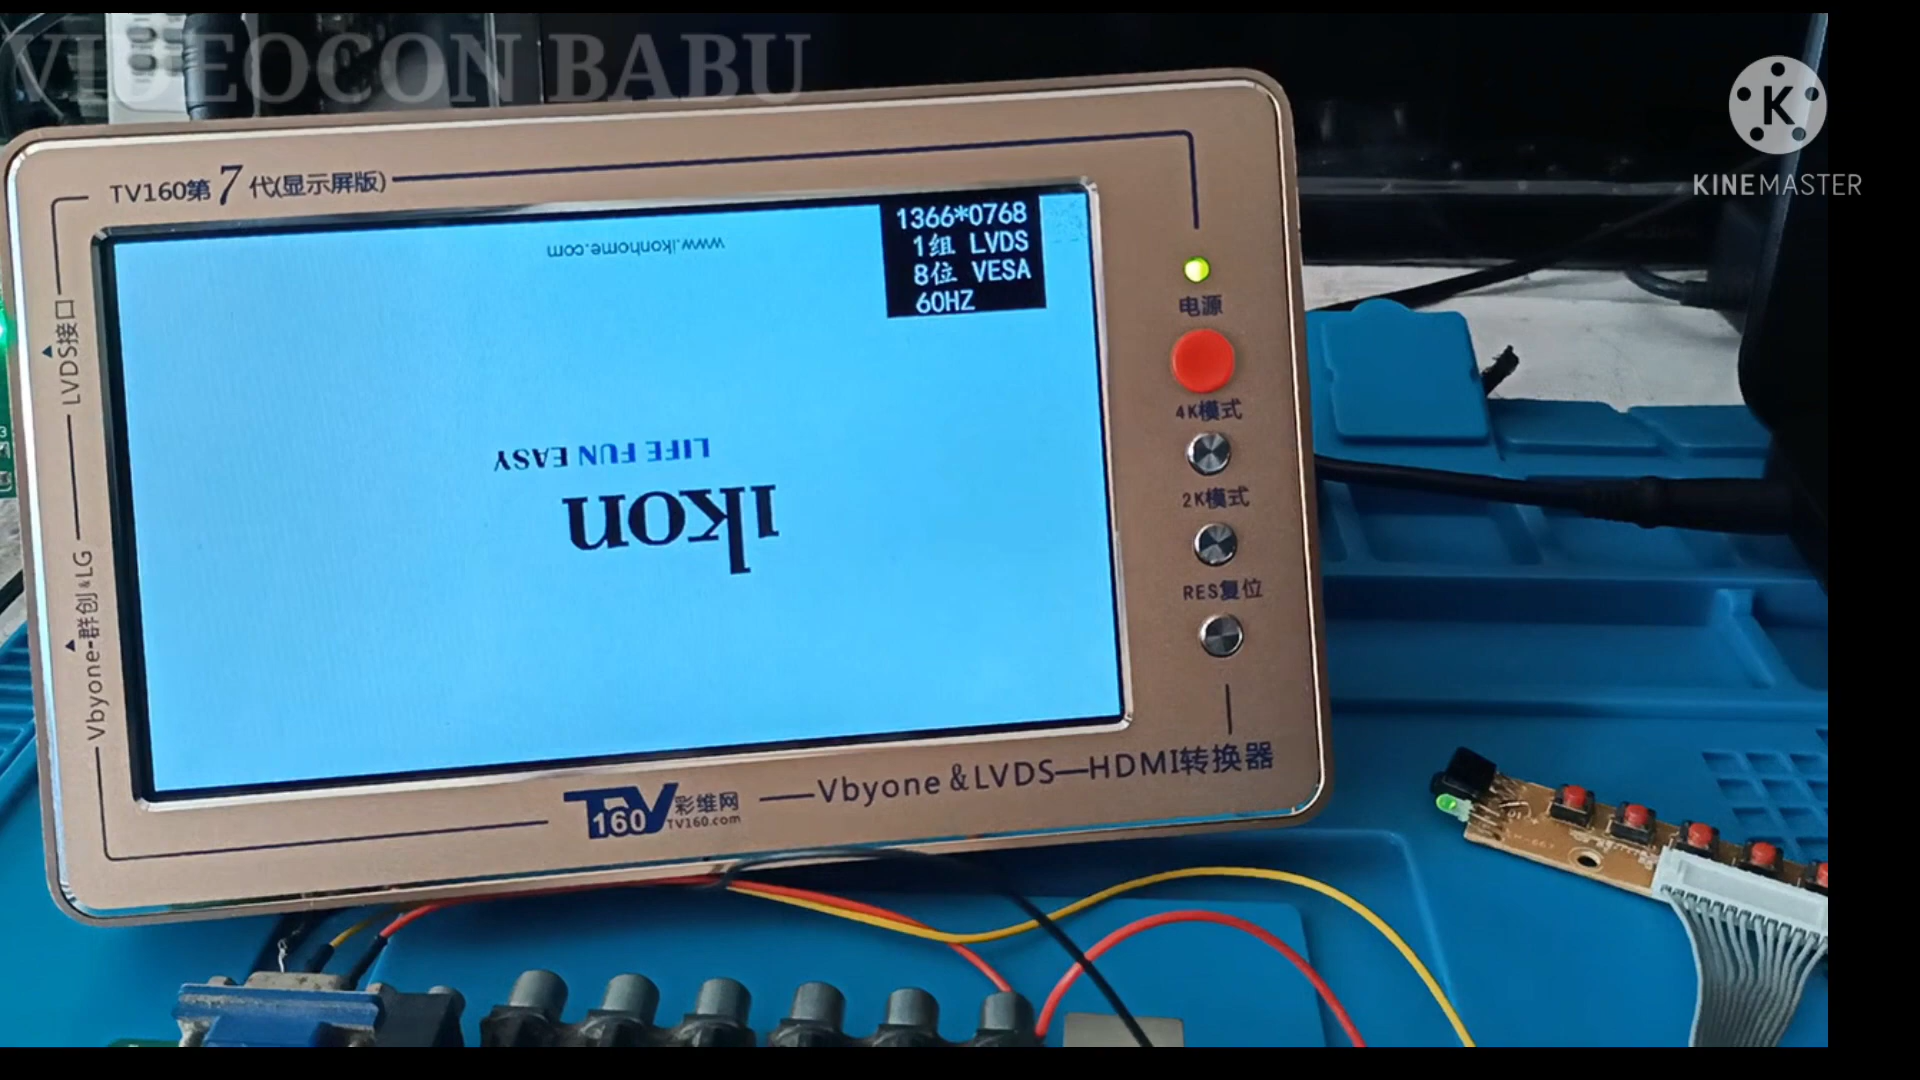 VIDEOCON BABU
K
KINEMASTER
TV160第7代(显示屏版)
www.ikonhome.com
1366*0768
1组 LVDS
8位 VESA
60HZ
电源
4K模式
2K模式
RES复位
LVDS接口
Vbyone-群创&LG
LIFE FUN EASY
ikon
TV160 彩维网
TV160.com
Vbyone&LVDS—HDMI转换器